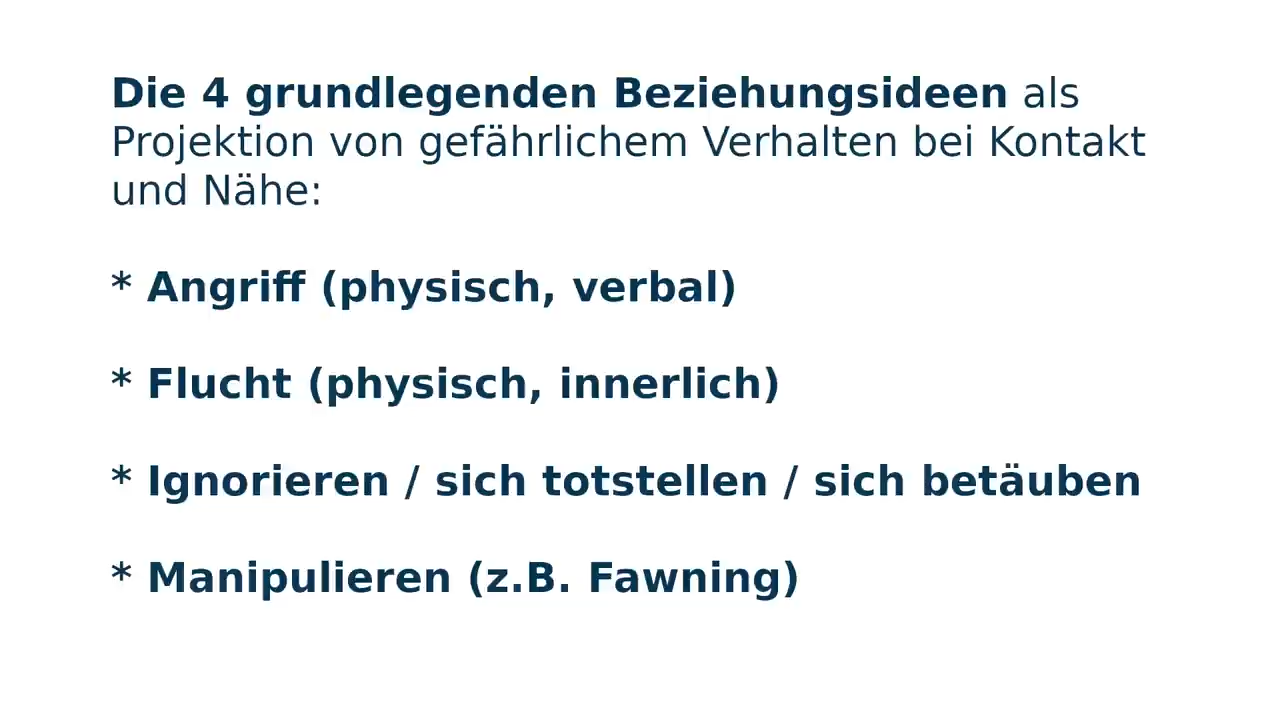 Die 4 grundlegenden Beziehungsideen als
Projektion von gefährlichem Verhalten bei Kontakt
und Nähe:
* Angriff (physisch, verbal)
* Flucht (physisch, innerlich)
* Ignorieren / sich totstellen / sich betäuben
* Manipulieren (z.B. Fawning)